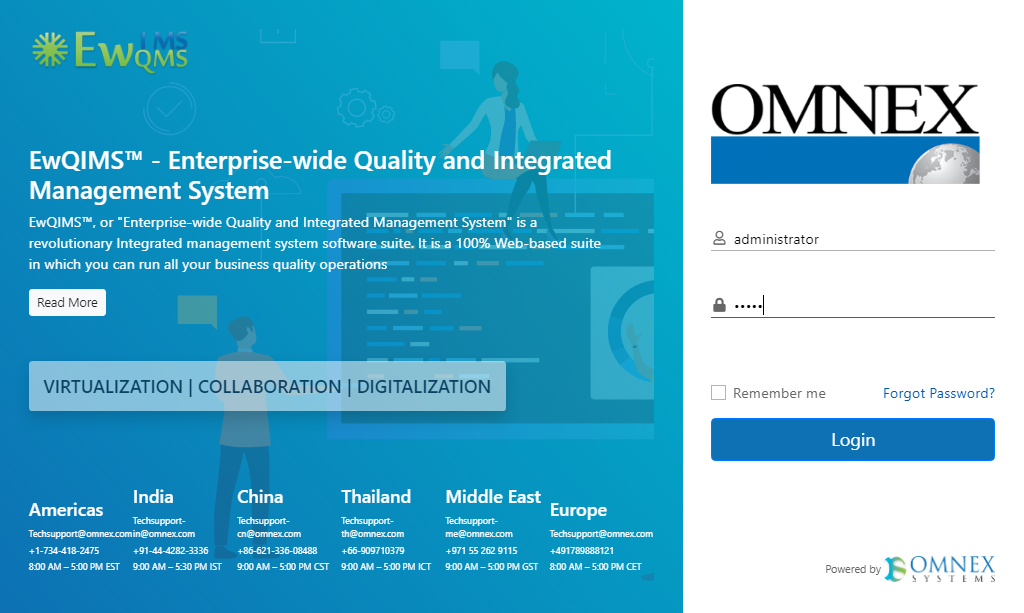 EwQIMS
EwQIMS™ - Enterprise-wide Quality and Integrated
Management System
EwQIMS™, or "Enterprise-wide Quality and Integrated Management System" is a
revolutionary Integrated management system software suite. It is a 100% Web-based suite
in which you can run all your business quality operations
Read More
VIRTUALIZATION | COLLABORATION | DIGITALIZATION
Americas
Techsupport@omnex.com
+1-734-418-2475
8:00 AM – 5:00 PM EST
India
Techsupport-
in@omnex.com
+91-44-4282-3336
9:00 AM – 5:30 PM IST
China
Techsupport-
cn@omnex.com
+86-621-336-08488
9:00 AM – 5:00 PM CST
Thailand
Techsupport-
th@omnex.com
+66-909710379
9:00 AM – 5:00 PM ICT
Middle East
Techsupport-
me@omnex.com
+971 55 262 9115
9:00 AM – 5:00 PM GST
Europe
Techsupport@omnex.com
+491789888121
8:00 AM – 5:00 PM CET
OMNEX
administrator
•••••
Remember me
Forgot Password?
Login
Powered by
OMNEX
SYSTEMS